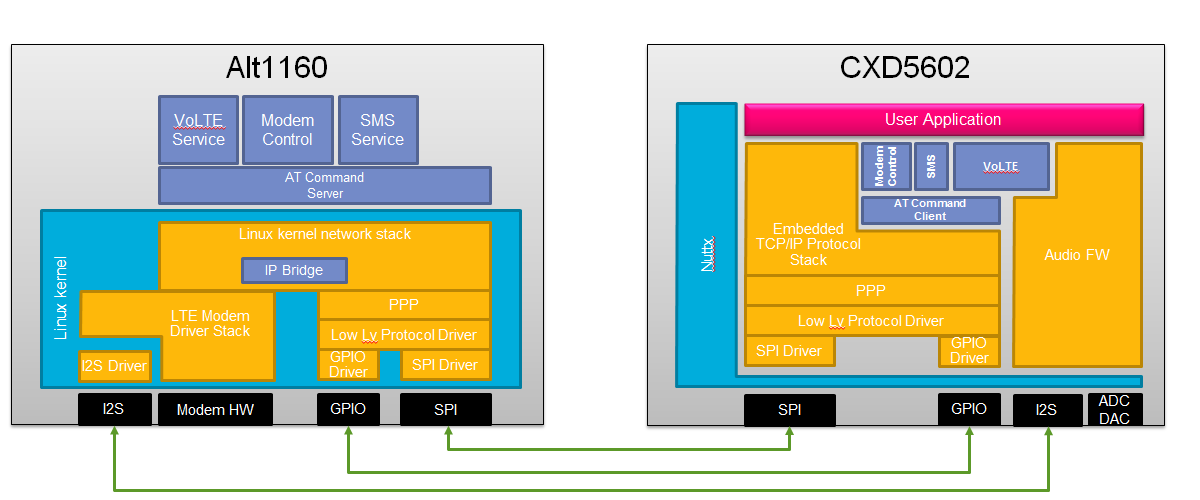 Alt1160
VoLTE
Service
Modem
Control
SMS
Service
AT Command
Server
Linux kernel
Linux kernel network stack
IP Bridge
LTE Modem
Driver Stack
PPP
Low Lv Protocol Driver
I2S Driver
GPIO
Driver
SPI Driver
I2S
Modem HW
GPIO
SPI
CXD5602
Nuttx
User Application
Modem
Control
SMS
VoLTE
AT Command
Client
Embedded
TCP/IP Protocol
Stack
Audio FW
PPP
Low Lv Protocol Driver
SPI Driver
GPIO
Driver
SPI
GPIO
I2S
ADC
DAC